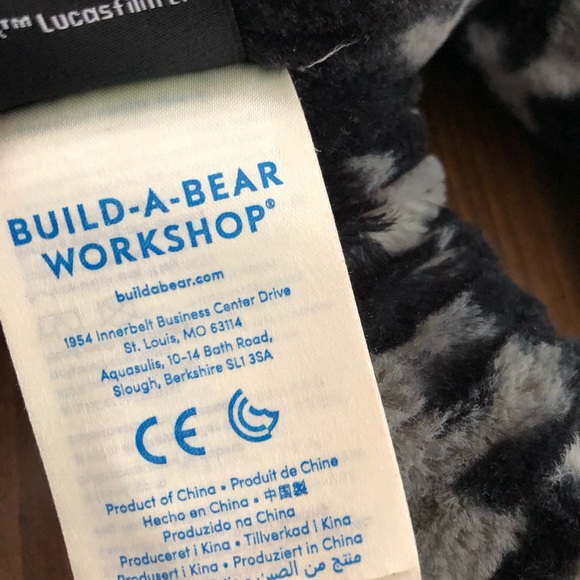 ™ Lucasfilm
BUILD-A-BEAR
WORKSHOP®
buildabear.com
1954 Innerbelt Business Center Drive
St. Louis, MO 63114
Aquasulis, 10-14 Bath Road,
Slough, Berkshire SL1 3SA
CE
Product of China • Produit de Chine
Hecho en China • 中国製
Produzido na China
Produceret i Kina • Tillverkad i Kina
Produsert i Kina • Produziert in China
منتج من الصين